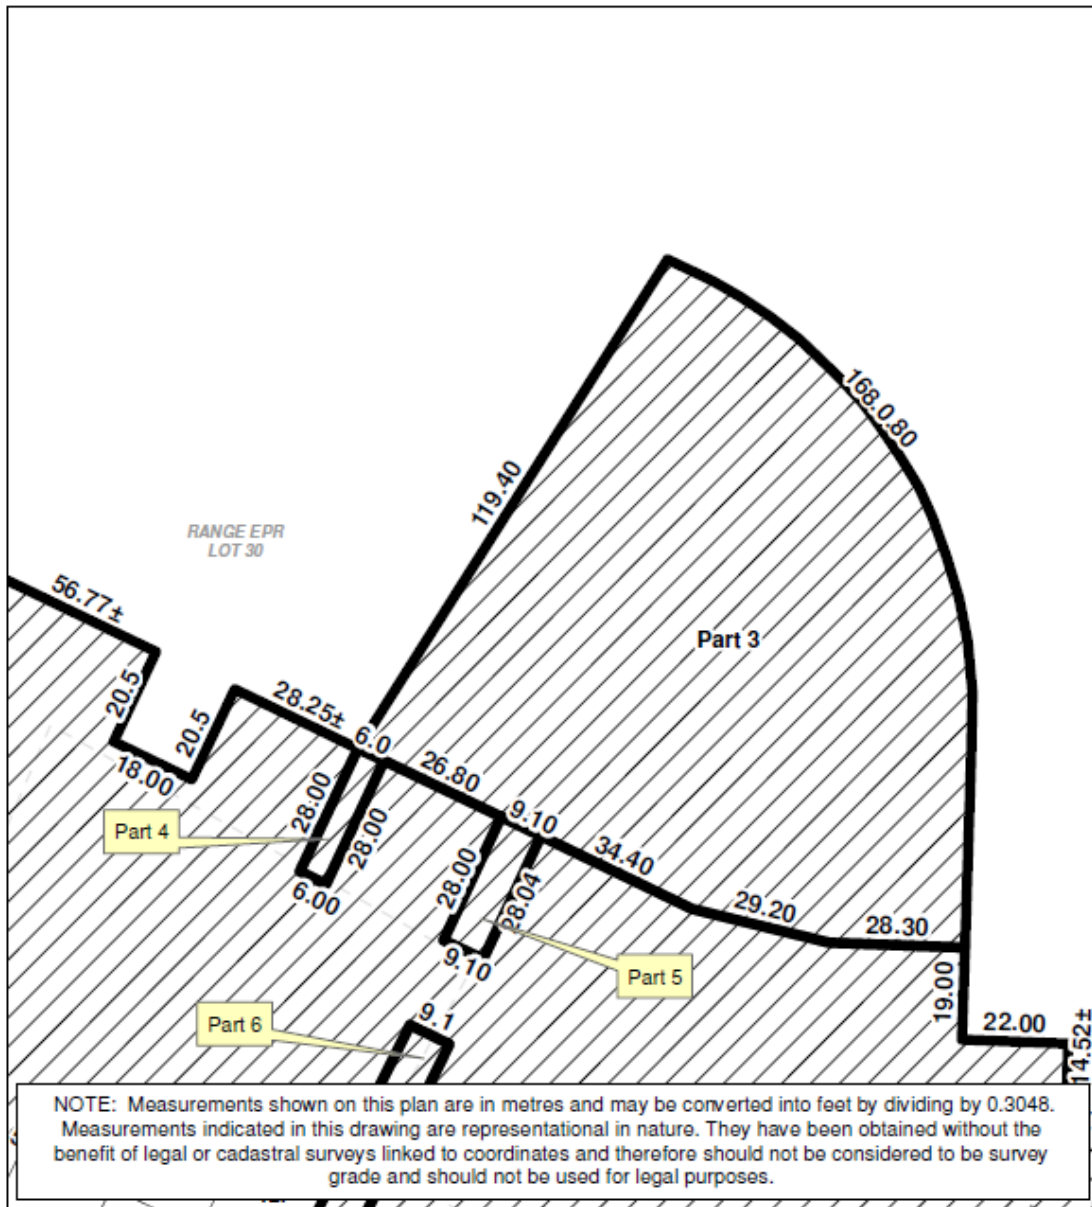 168.0.80
119.40
RANGE EPR
LOT 30
56.77±
Part 3
20.5
20.5
28.25±
6.0
18.00
26.80
28.00
9.10
Part 4
28.00
34.40
6.00
28.00
28.04
29.20
28.30
9.10
Part 5
19.00
Part 6
9.1
22.00
14.52±
NOTE: Measurements shown on this plan are in metres and may be converted into feet by dividing by 0.3048.
Measurements indicated in this drawing are representational in nature. They have been obtained without the
benefit of legal or cadastral surveys linked to coordinates and therefore should not be considered to be survey
grade and should not be used for legal purposes.